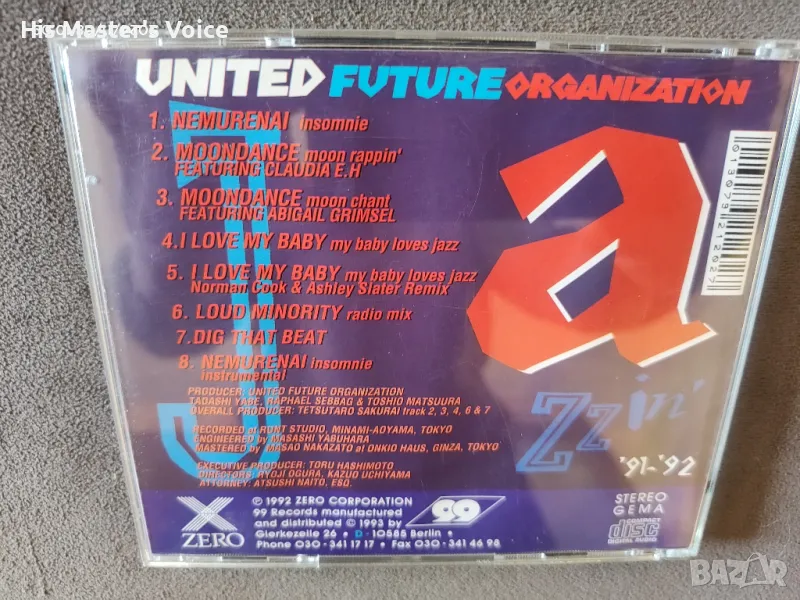 His Master's Voice
UNITED FUTURE ORGANIZATION
1. NEMURENAI insomnie
2. MOONDANCE moon rappin'
FEATURING CLAUDIA E.H
3. MOONDANCE moon chant
FEATURING ABIGAIL GRIMSEL
4. I LOVE MY BABY my baby loves jazz
5. I LOVE MY BABY my baby loves jazz
Norman Cook & Ashley Slater Remix
6. LOUD MINORITY radio mix
7. DIG THAT BEAT
8. NEMURENAI insomnie
instrumental
PRODUCER: UNITED FUTURE ORGANIZATION
TADASHI YABE, RAPHAEL SEBBAG & TOSHIO MATSUURA
OVERALL PRODUCER: TETSUTARO SAKURAI track 2, 3, 4, 6 & 7
RECORDED at RUNT STUDIO, MINAMI-AOYAMA, TOKYO
ENGINEERED by MASASHI YABUHARA
MASTERED by MASAO NAKAZATO at ONKIO HAUS, GINZA, TOKYO
EXECUTIVE PRODUCER: TORU HASHIMOTO
DIRECTORS: RYOJI OGURA, KAZUO UCHIYAMA
ATTORNEY: ATSUSHI NAITO, ESQ.
J a Zzin'
'91-'92
X
ZERO
℗ 1992 ZERO CORPORATION
99 Records manufactured
and distributed © 1993 by
Gierkezeile 26 • D - 10585 Berlin •
Phone 030 - 341 17 17 • Fax 030 - 341 46 98
99
STEREO
GEMA
COMPACT
disc
DIGITAL AUDIO
BAZAR